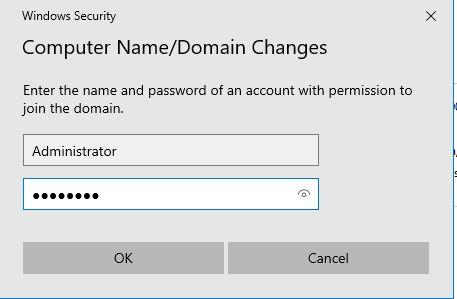 Windows Security
Computer Name/Domain Changes
Enter the name and password of an account with permission to
join the domain.
Administrator
●●●●●●●●
OK
Cancel